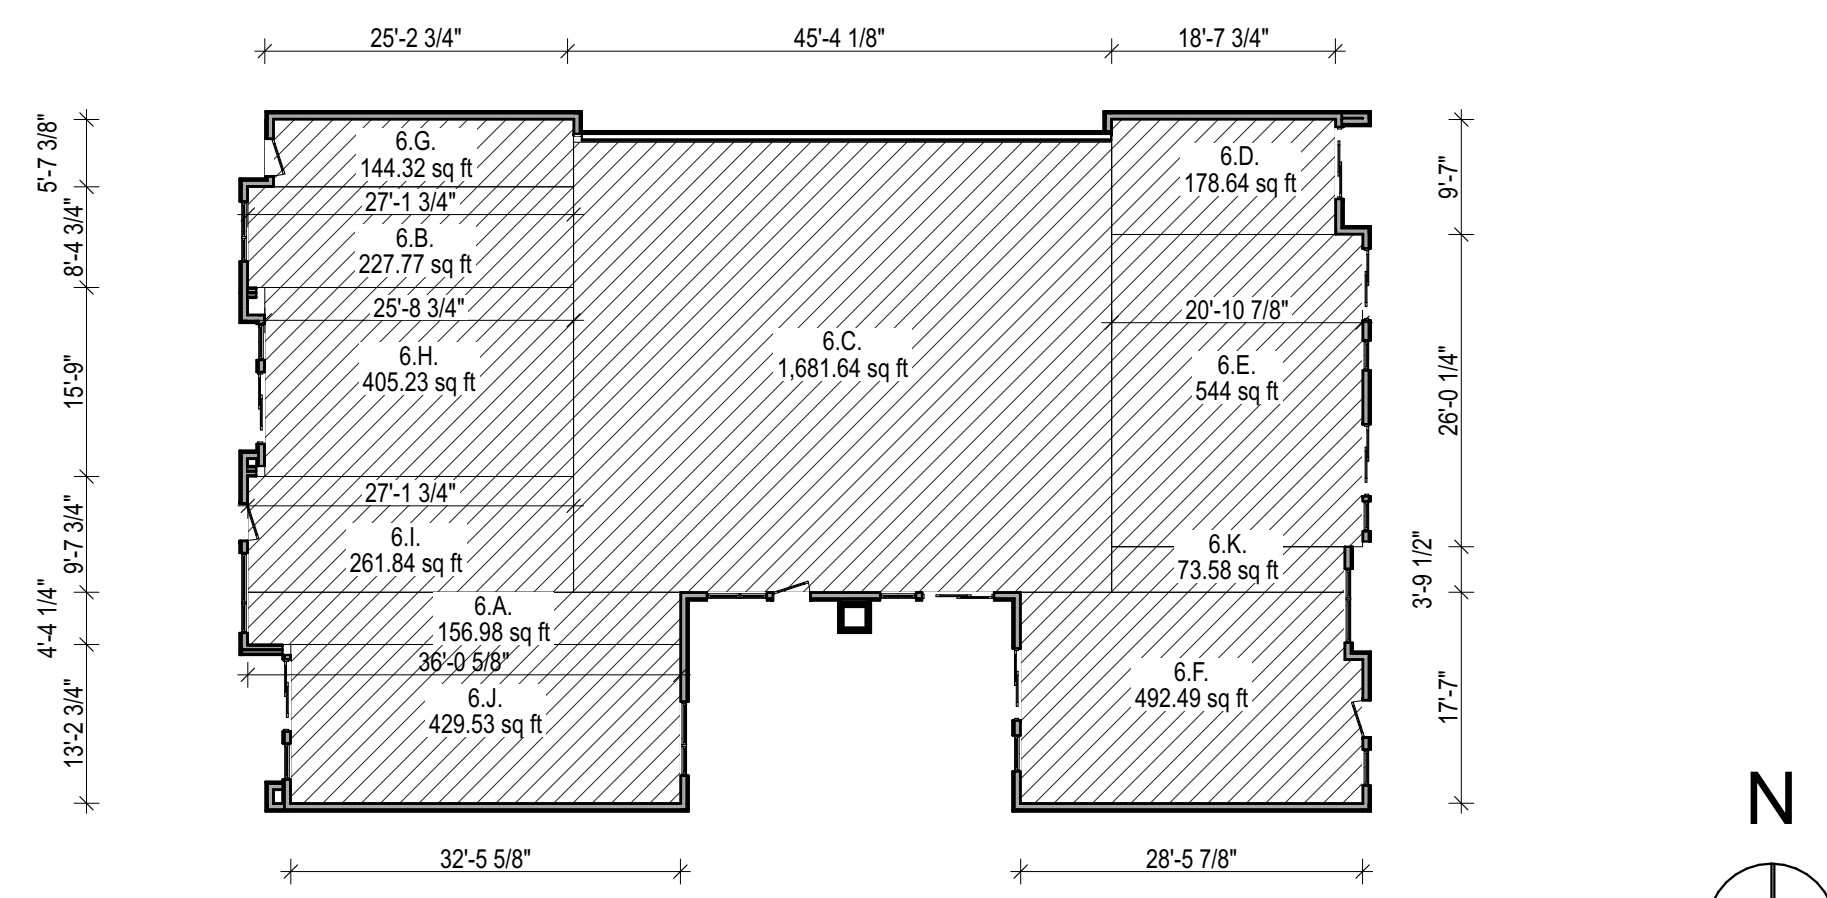 25'-2 3/4"
45'-4 1/8"
18'-7 3/4"
5'-7 3/8"
8'-4 3/4"
15'-9"
9'-7 3/4"
4'-4 1/4"
13'-2 3/4"
6.G.
144.32 sq ft
27'-1 3/4"
6.B.
227.77 sq ft
25'-8 3/4"
6.H.
405.23 sq ft
27'-1 3/4"
6.I.
261.84 sq ft
6.A.
156.98 sq ft
36'-0 5/8"
6.J.
429.53 sq ft
6.C.
1,681.64 sq ft
6.D.
178.64 sq ft
20'-10 7/8"
6.E.
544 sq ft
6.K.
73.58 sq ft
6.F.
492.49 sq ft
9'-7"
26'-0 1/4"
3'-9 1/2"
17'-7"
32'-5 5/8"
28'-5 7/8"
N